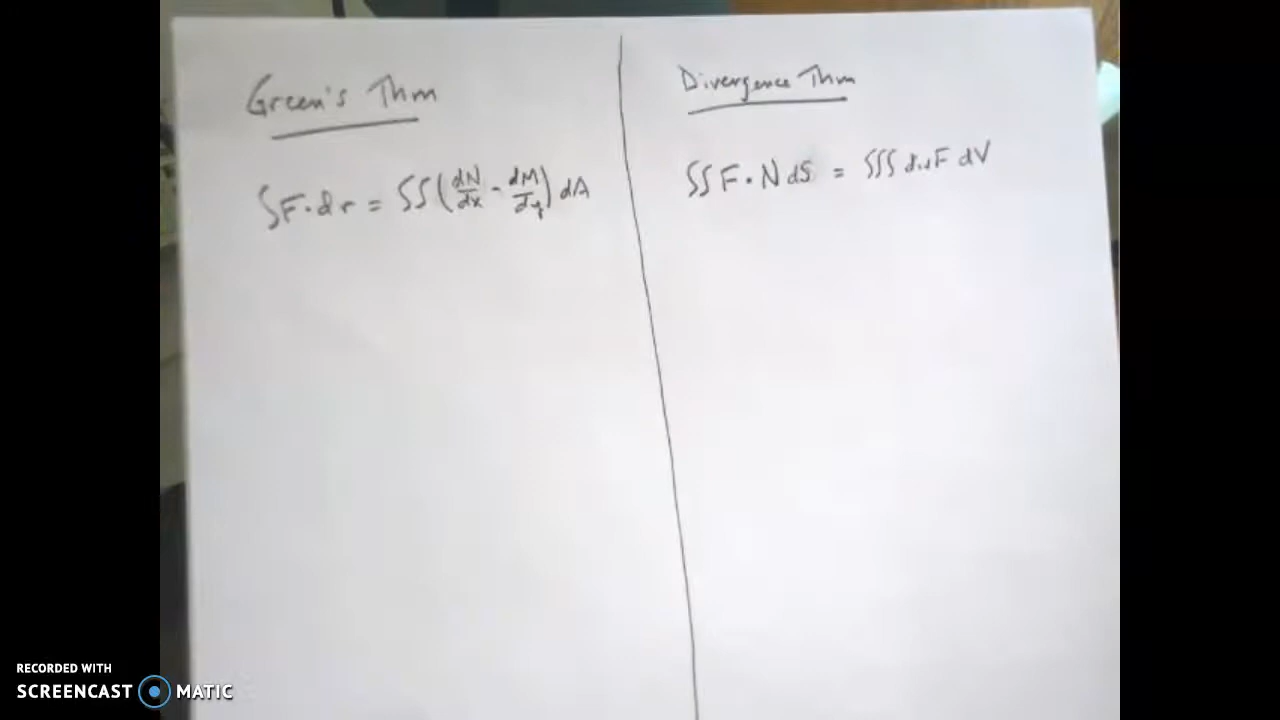 Green's Thm
∫F·dr = ∫∫(dN/dx - dM/dy) dA
Divergence Thm
∫∫F·N dS = ∫∫∫ div F dV
RECORDED WITH
SCREENCAST MATIC